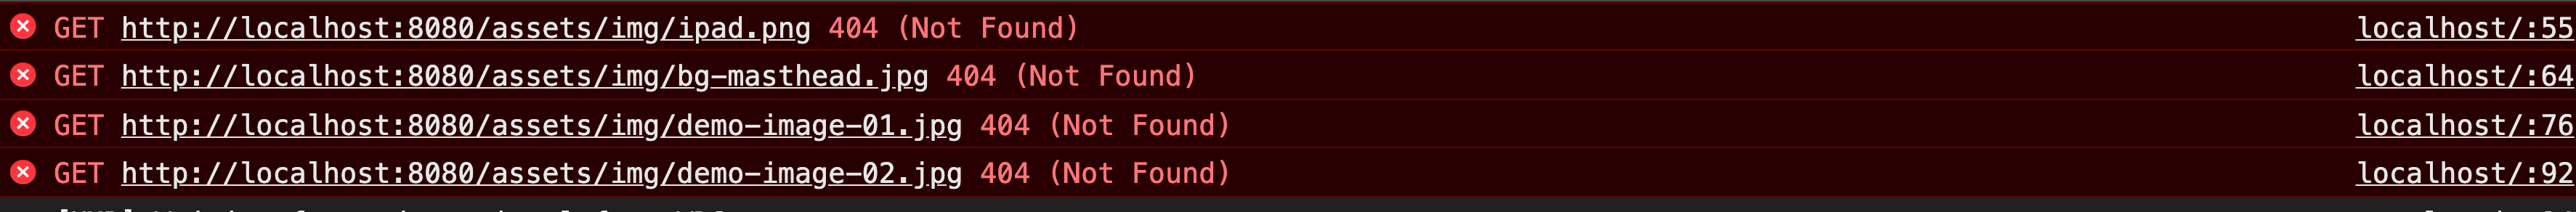 GET http://localhost:8080/assets/img/ipad.png 404 (Not Found) localhost/:55
GET http://localhost:8080/assets/img/bg-masthead.jpg 404 (Not Found) localhost/:64
GET http://localhost:8080/assets/img/demo-image-01.jpg 404 (Not Found) localhost/:76
GET http://localhost:8080/assets/img/demo-image-02.jpg 404 (Not Found) localhost/:92